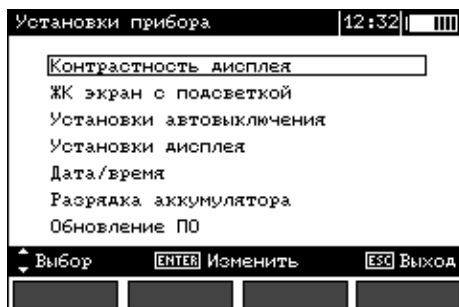 Установки прибора 12:32
Контрастность дисплея
ЖК экран с подсветкой
Установки автовыключения
Установки дисплея
Дата/время
Разрядка аккумулятора
Обновление ПО
Выбор ENTER Изменить ESC Выход